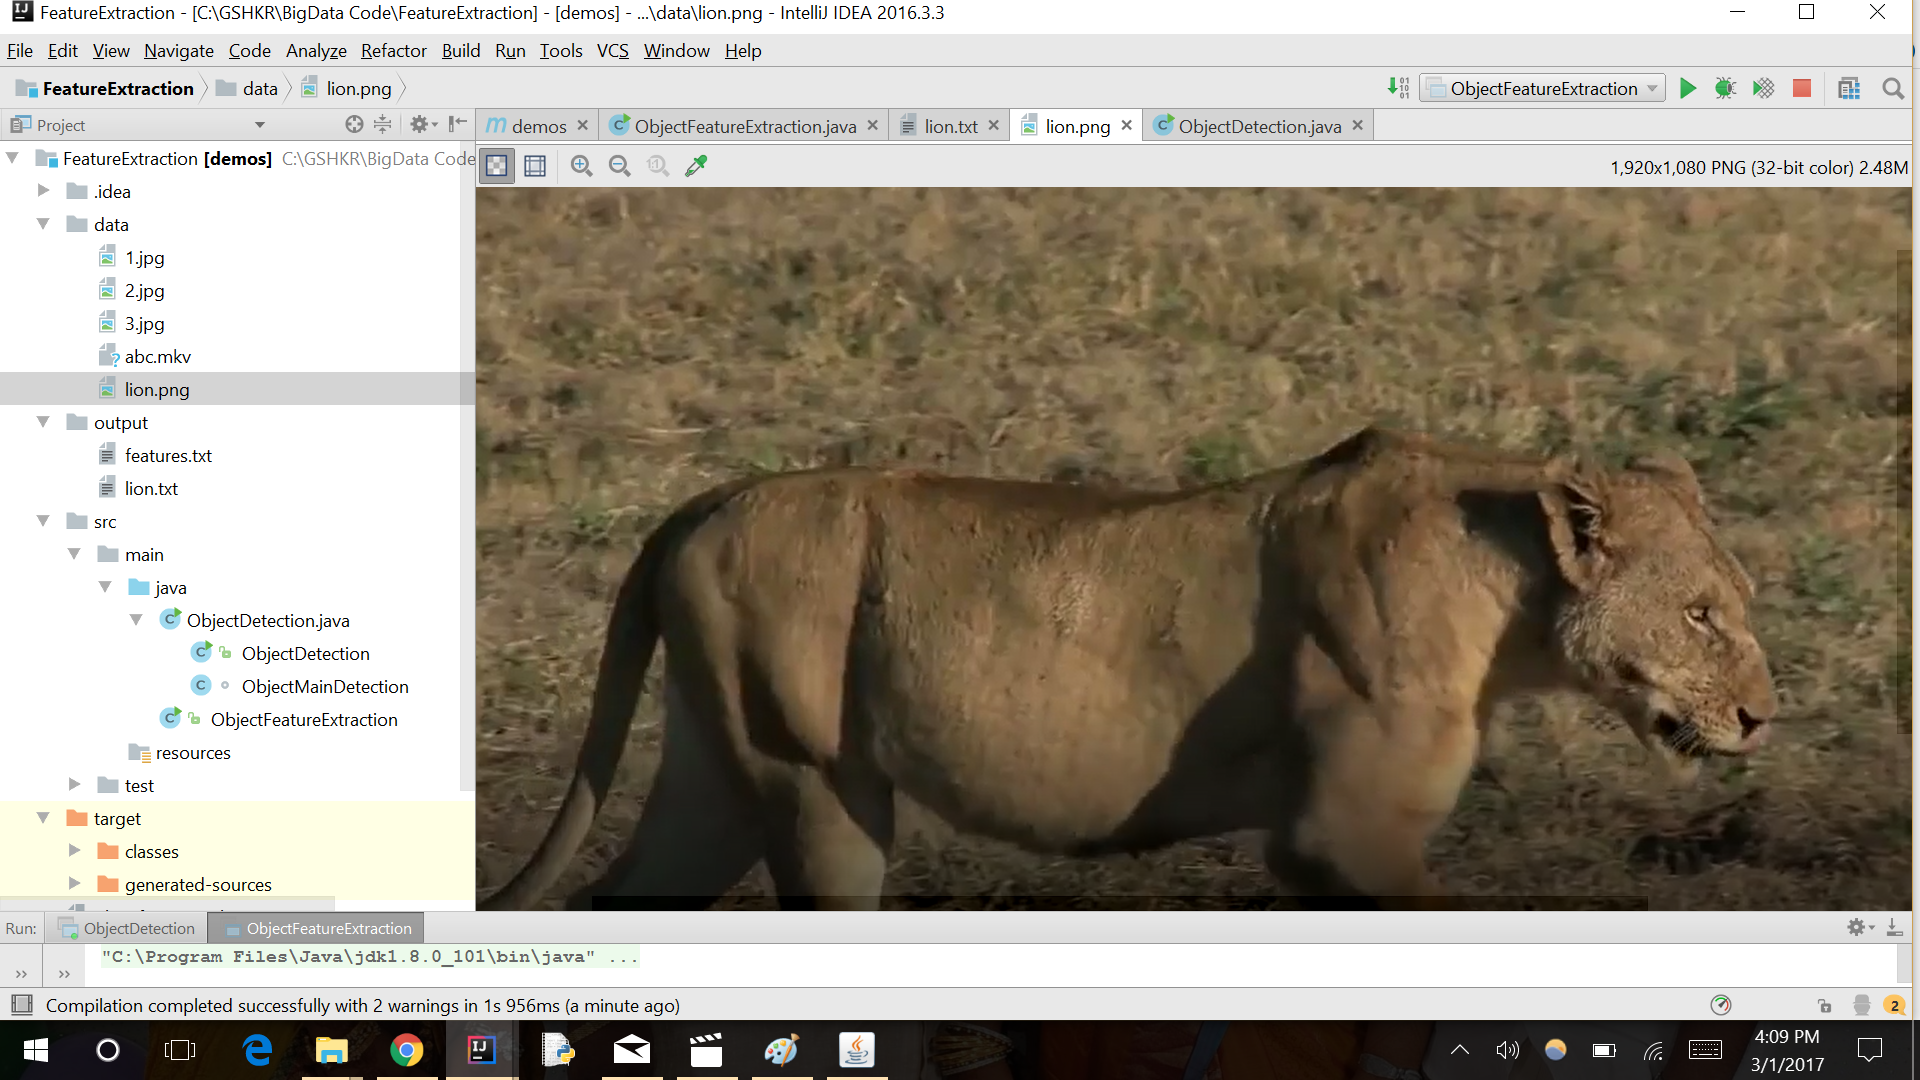 FeatureExtraction - [C:\GSHKR\BigData Code\FeatureExtraction] - [demos] - ...\data\lion.png - IntelliJ IDEA 2016.3.3
File Edit View Navigate Code Analyze Refactor Build Run Tools VCS Window Help
FeatureExtraction data lion.png ObjectFeatureExtraction
Project
demos ObjectFeatureExtraction.java lion.txt lion.png ObjectDetection.java
1,920x1,080 PNG (32-bit color) 2.48M
FeatureExtraction [demos] C:\GSHKR\BigData Code
.idea
data
1.jpg
2.jpg
3.jpg
abc.mkv
lion.png
output
features.txt
lion.txt
src
main
java
ObjectDetection.java
ObjectDetection
ObjectMainDetection
ObjectFeatureExtraction
resources
test
target
classes
generated-sources
Run: ObjectDetection ObjectFeatureExtraction
"C:\Program Files\Java\jdk1.8.0_101\bin\java" ...
Compilation completed successfully with 2 warnings in 1s 956ms (a minute ago)
2
4:09 PM
3/1/2017